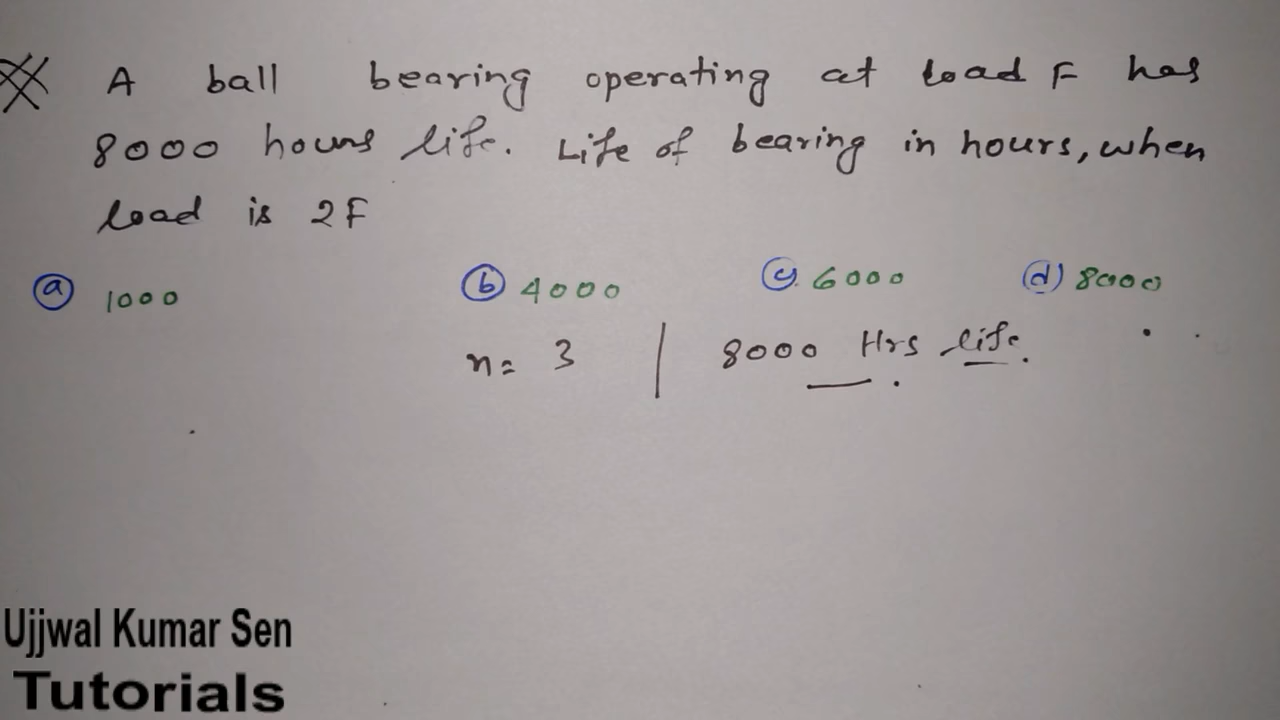 A ball bearing operating at load F has
8000 hours life. Life of bearing in hours, when
load is 2F
(a) 1000 (b) 4000 (c) 6000 (d) 8000
n = 3 | 8000 Hrs life.
Ujjwal Kumar Sen
Tutorials